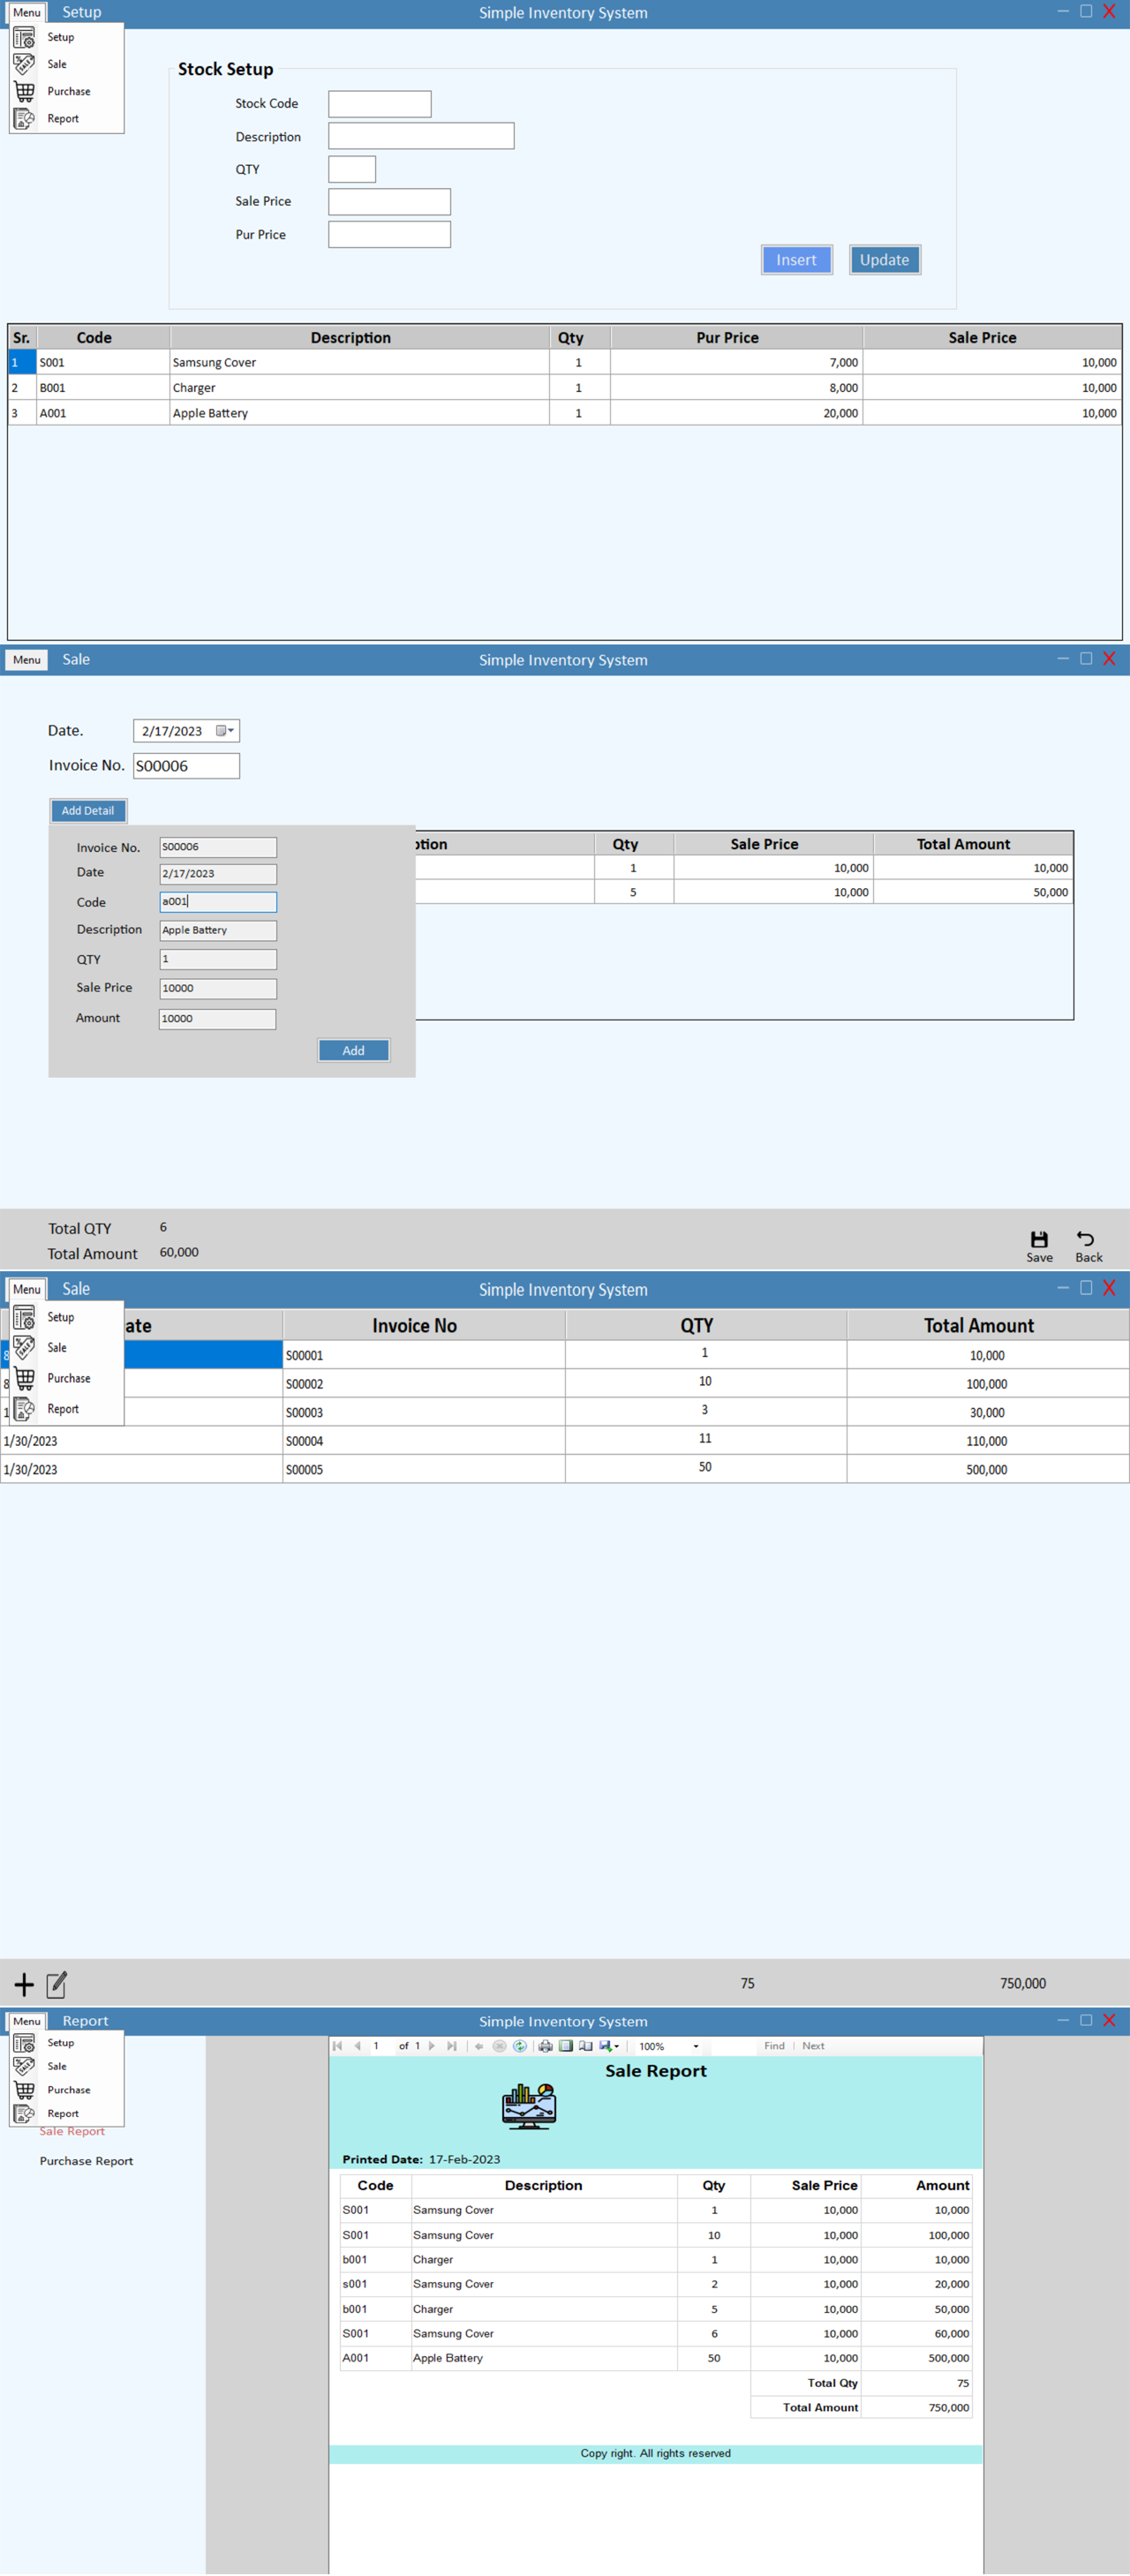 Menu Setup Simple Inventory System
Setup
Sale
Purchase
Report
Stock Setup
Stock Code
Description
QTY
Sale Price
Pur Price
Insert Update
Sr. Code Description Qty Pur Price Sale Price
1 S001 Samsung Cover 1 7,000 10,000
2 B001 Charger 1 8,000 10,000
3 A001 Apple Battery 1 20,000 10,000
Menu Sale Simple Inventory System
Date. 2/17/2023
Invoice No. S00006
Add Detail
ption Qty Sale Price Total Amount
1 10,000 10,000
5 10,000 50,000
Invoice No. S00006
Date 2/17/2023
Code a001
Description Apple Battery
QTY 1
Sale Price 10000
Amount 10000
Add
Total QTY 6
Total Amount 60,000
Save Back
Menu Sale Simple Inventory System
Setup
Sale
Purchase
Report
ate Invoice No QTY Total Amount
8 S00001 1 10,000
8 S00002 10 100,000
1 S00003 3 30,000
1/30/2023 S00004 11 110,000
1/30/2023 S00005 50 500,000
75 750,000
Menu Report Simple Inventory System
Setup
Sale
Purchase
Report
Sale Report
Purchase Report
1 of 1 100% Find Next
Sale Report
Printed Date: 17-Feb-2023
Code Description Qty Sale Price Amount
S001 Samsung Cover 1 10,000 10,000
S001 Samsung Cover 10 10,000 100,000
b001 Charger 1 10,000 10,000
s001 Samsung Cover 2 10,000 20,000
b001 Charger 5 10,000 50,000
S001 Samsung Cover 6 10,000 60,000
A001 Apple Battery 50 10,000 500,000
Total Qty 75
Total Amount 750,000
Copy right. All rights reserved